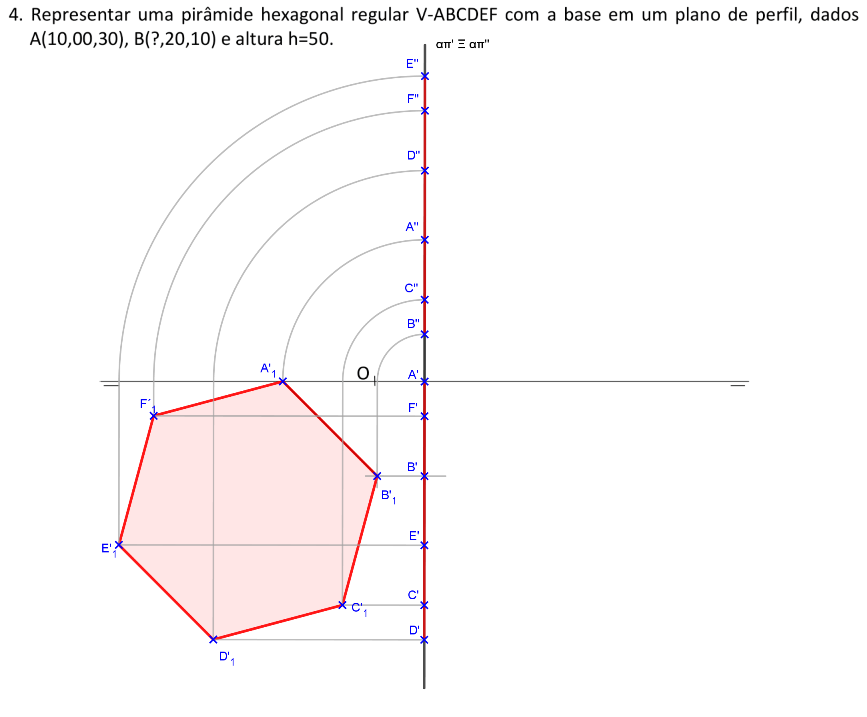 4. Representar uma pirâmide hexagonal regular V-ABCDEF com a base em um plano de perfil, dados
A(10,00,30), B(?,20,10) e altura h=50.
απ' Ξ απ''
E''
F''
D''
A''
C''
B''
A'₁
O
A'
F'₁
F'
B'
B'₁
E'₁
E'
C'₁
C'
D'
D'₁